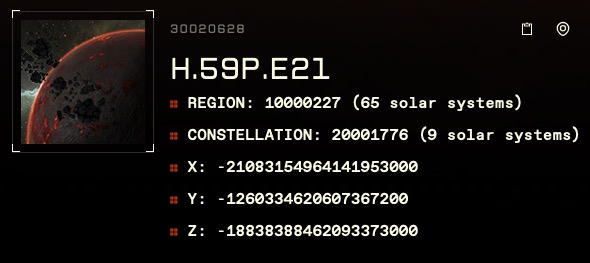 30020628
H.59P.E21
REGION: 10000227 (65 solar systems)
CONSTELLATION: 20001776 (9 solar systems)
X: -21083154964141953000
Y: -1260334620607367200
Z: -18838388462093373000